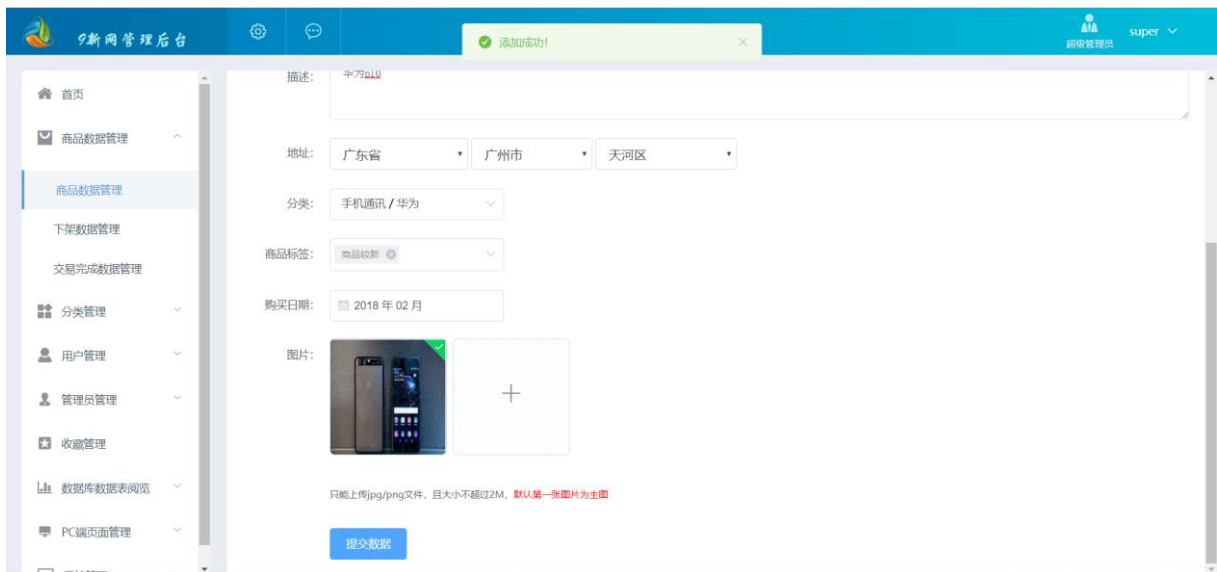 9新网管理后台
添加成功!
超级管理员
super
首页
商品数据管理
商品数据管理
下架数据管理
交易完成数据管理
分类管理
用户管理
管理员管理
收藏管理
数据库数据表阅览
PC端页面管理
描述: 华为p10
地址: 广东省 广州市 天河区
分类: 手机通讯 / 华为
商品标签: 商品较新
购买日期: 2018 年 02 月
图片:
只能上传jpg/png文件，且大小不超过2M，默认第一张图片为主图
提交数据